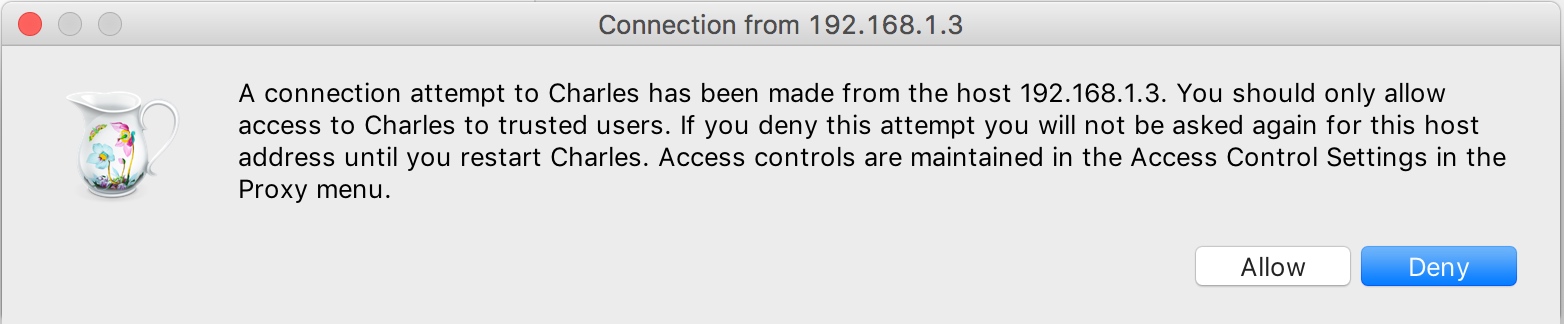 Connection from 192.168.1.3
A connection attempt to Charles has been made from the host 192.168.1.3. You should only allow
access to Charles to trusted users. If you deny this attempt you will not be asked again for this host
address until you restart Charles. Access controls are maintained in the Access Control Settings in the
Proxy menu.
Allow
Deny